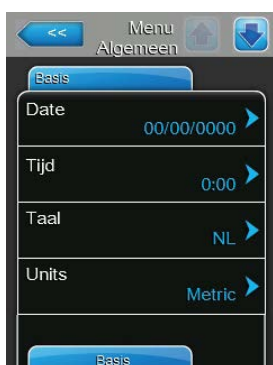 << Menu
Algemeen
Basis
Date
00/00/0000
Tijd
0:00
Taal
NL
Units
Metric
Basis